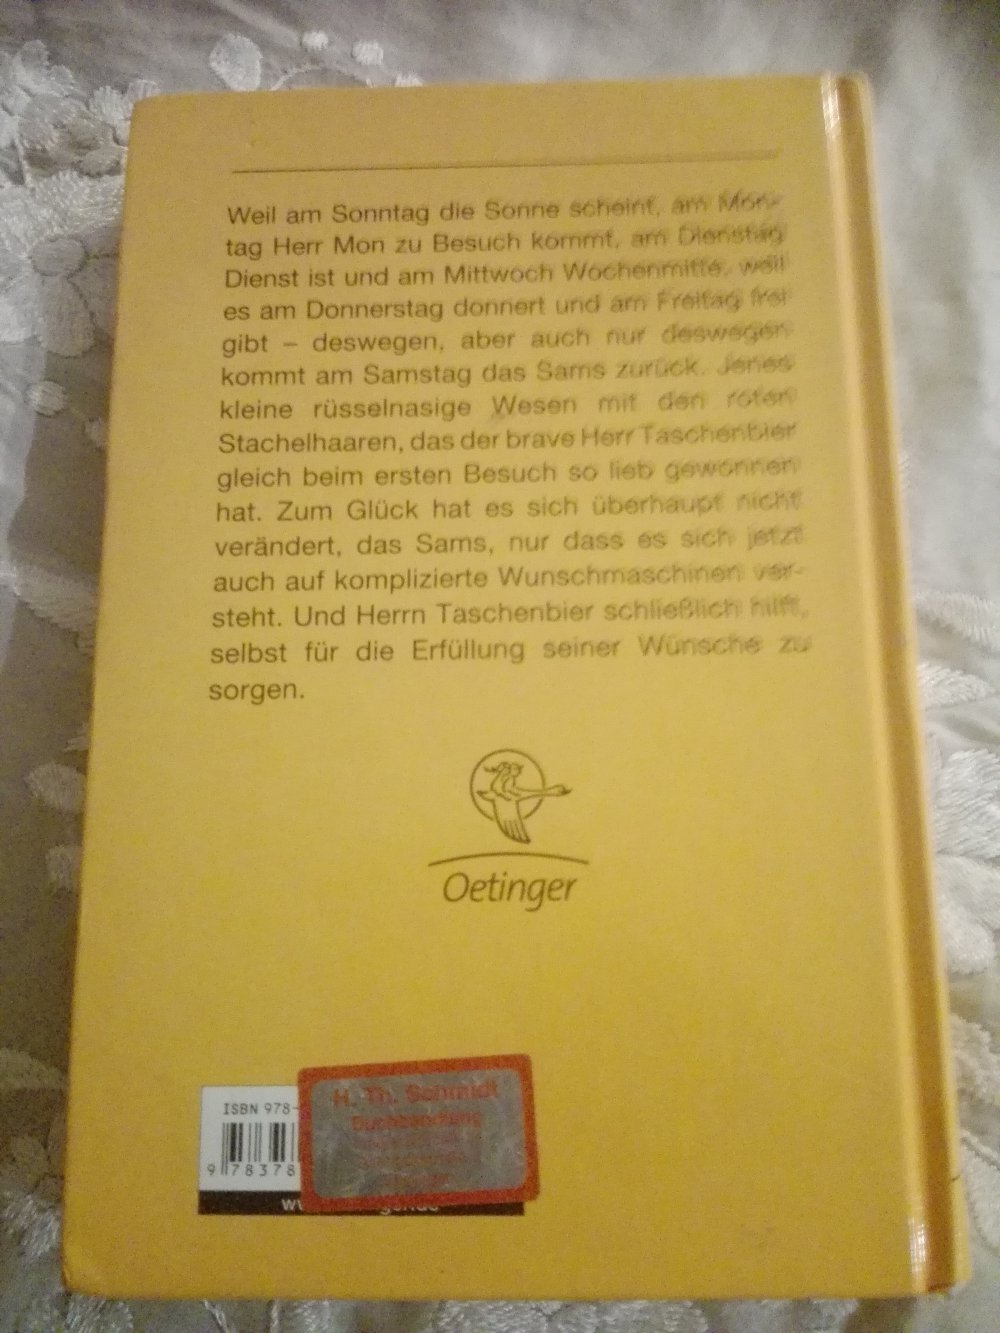 Weil am Sonntag die Sonne scheint, am Mon-
tag Herr Mon zu Besuch kommt, am Dienstag
Dienst ist und am Mittwoch Wochenmitte, weil
es am Donnerstag donnert und am Freitag frei
gibt – deswegen, aber auch nur deswegen
kommt am Samstag das Sams zurück. Jenes
kleine rüsselnasige Wesen mit den roten
Stachelhaaren, das der brave Herr Taschenbier
gleich beim ersten Besuch so lieb gewonnen
hat. Zum Glück hat es sich überhaupt nicht
verändert, das Sams, nur dass es sich jetzt
auch auf komplizierte Wunschmaschinen ver-
steht. Und Herrn Taschenbier schließlich hilft,
selbst für die Erfüllung seiner Wünsche zu
sorgen.
Oetinger
ISBN 978-
9 78378
H. Th. Schmidt
Buchhandlung